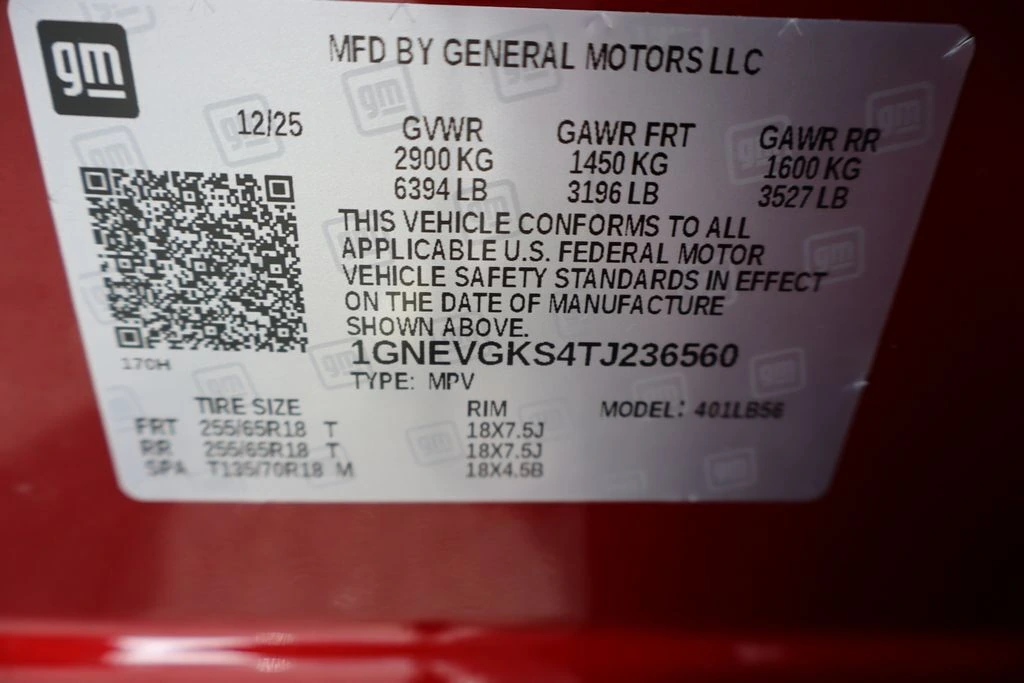 gm
MFD BY GENERAL MOTORS LLC
12/25 GVWR GAWR FRT GAWR RR
2900 KG 1450 KG 1600 KG
6394 LB 3196 LB 3527 LB
THIS VEHICLE CONFORMS TO ALL
APPLICABLE U.S. FEDERAL MOTOR
VEHICLE SAFETY STANDARDS IN EFFECT
ON THE DATE OF MANUFACTURE
SHOWN ABOVE.
1GNEVGKS4TJ236560
170H
TYPE: MPV
TIRE SIZE RIM MODEL: 401LB56
FRT 255/65R18 T 18X7.5J
RR 255/65R18 T 18X7.5J
SPA T135/70R18 M 18X4.5B